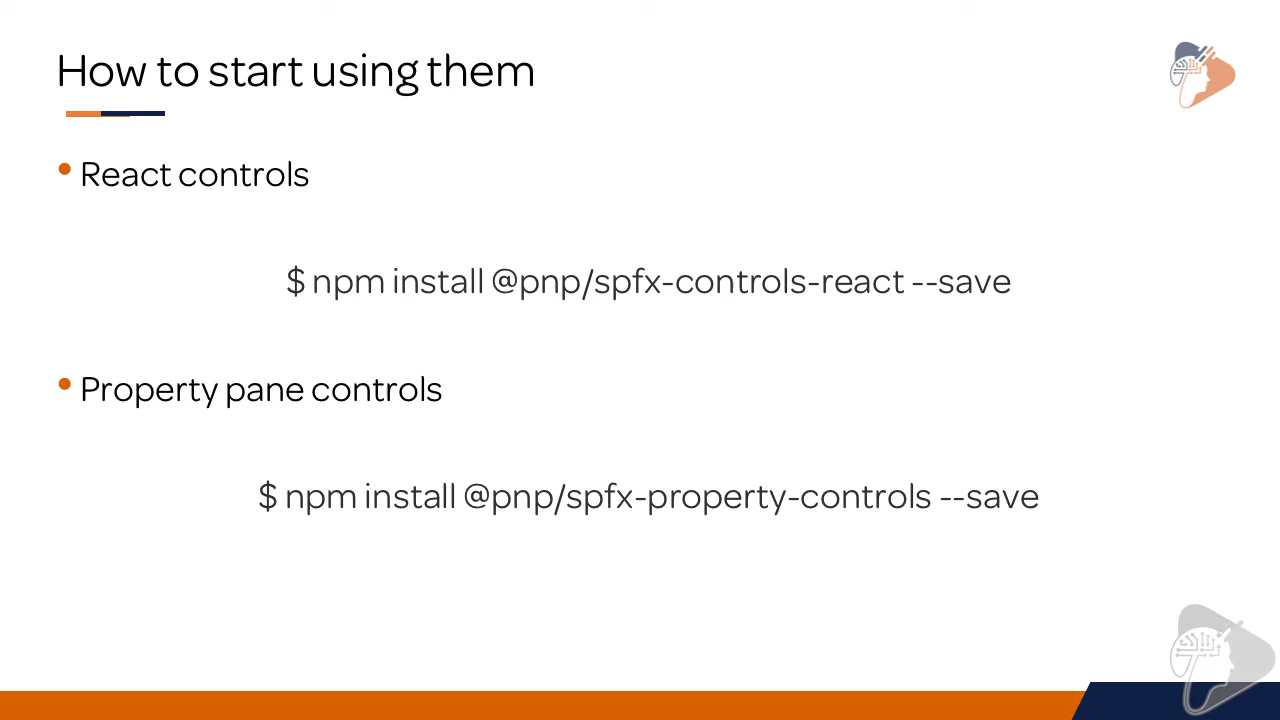 How to start using them
• React controls
$ npm install @pnp/spfx-controls-react --save
• Property pane controls
$ npm install @pnp/spfx-property-controls --save